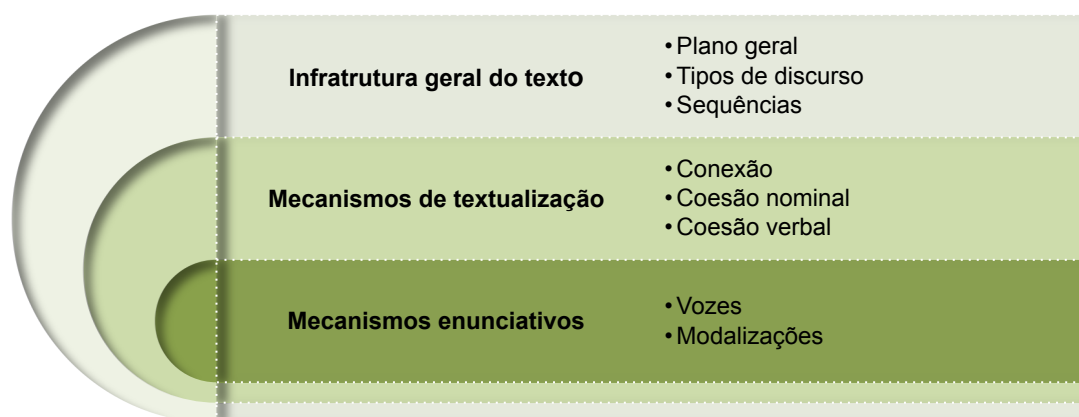 Infratrutura geral do texto
• Plano geral
• Tipos de discurso
• Sequências
Mecanismos de textualização
• Conexão
• Coesão nominal
• Coesão verbal
Mecanismos enunciativos
• Vozes
• Modalizações